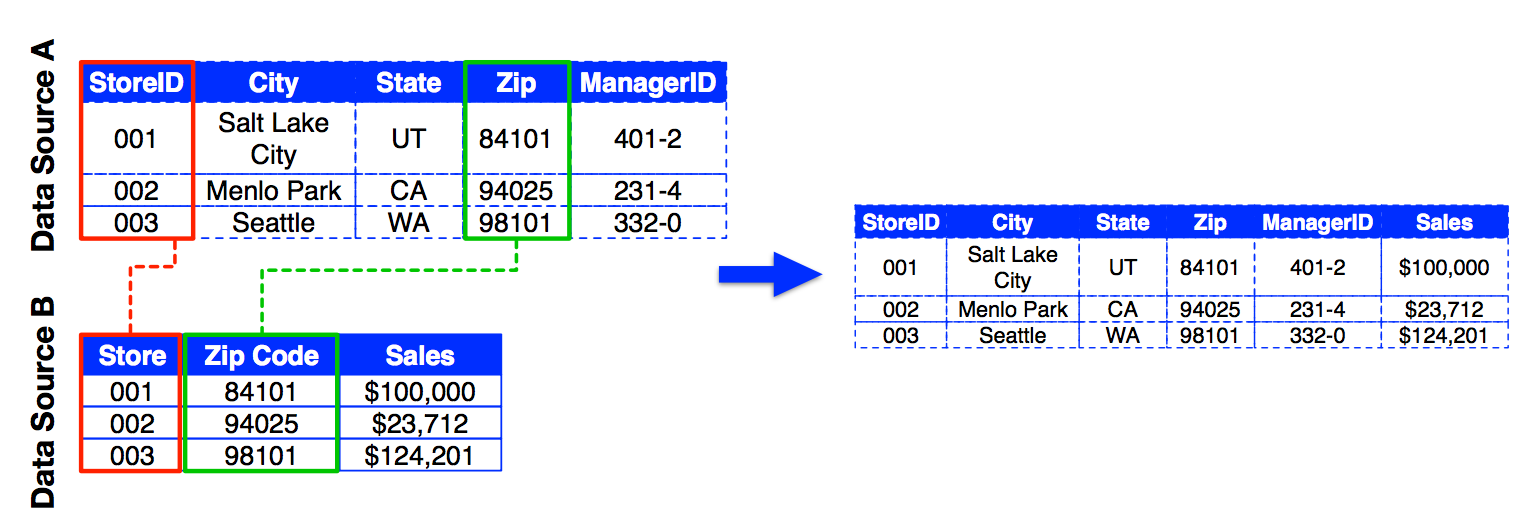 Data Source A
StoreID City State Zip ManagerID
001 Salt Lake City UT 84101 401-2
002 Menlo Park CA 94025 231-4
003 Seattle WA 98101 332-0
Data Source B
Store Zip Code Sales
001 84101 $100,000
002 94025 $23,712
003 98101 $124,201
StoreID City State Zip ManagerID Sales
001 Salt Lake City UT 84101 401-2 $100,000
002 Menlo Park CA 94025 231-4 $23,712
003 Seattle WA 98101 332-0 $124,201